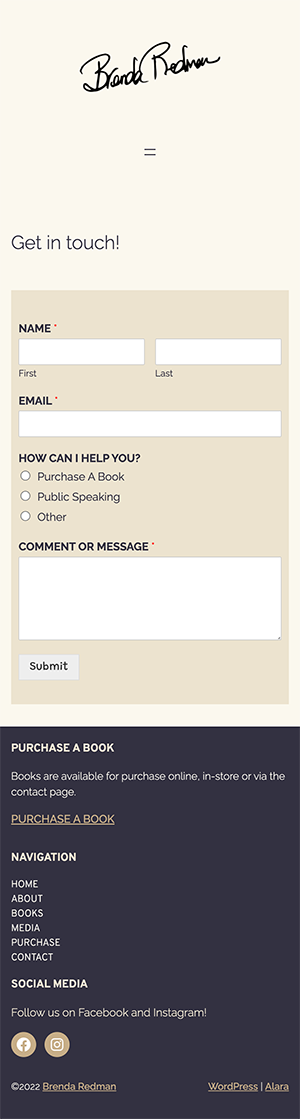 Brenda Redman
Get in touch!
NAME *
First Last
EMAIL *
HOW CAN I HELP YOU?
Purchase A Book
Public Speaking
Other
COMMENT OR MESSAGE *
Submit
PURCHASE A BOOK
Books are available for purchase online, in-store or via the
contact page.
PURCHASE A BOOK
NAVIGATION
HOME
ABOUT
BOOKS
MEDIA
PURCHASE
CONTACT
SOCIAL MEDIA
Follow us on Facebook and Instagram!
©2022 Brenda Redman WordPress | Alara